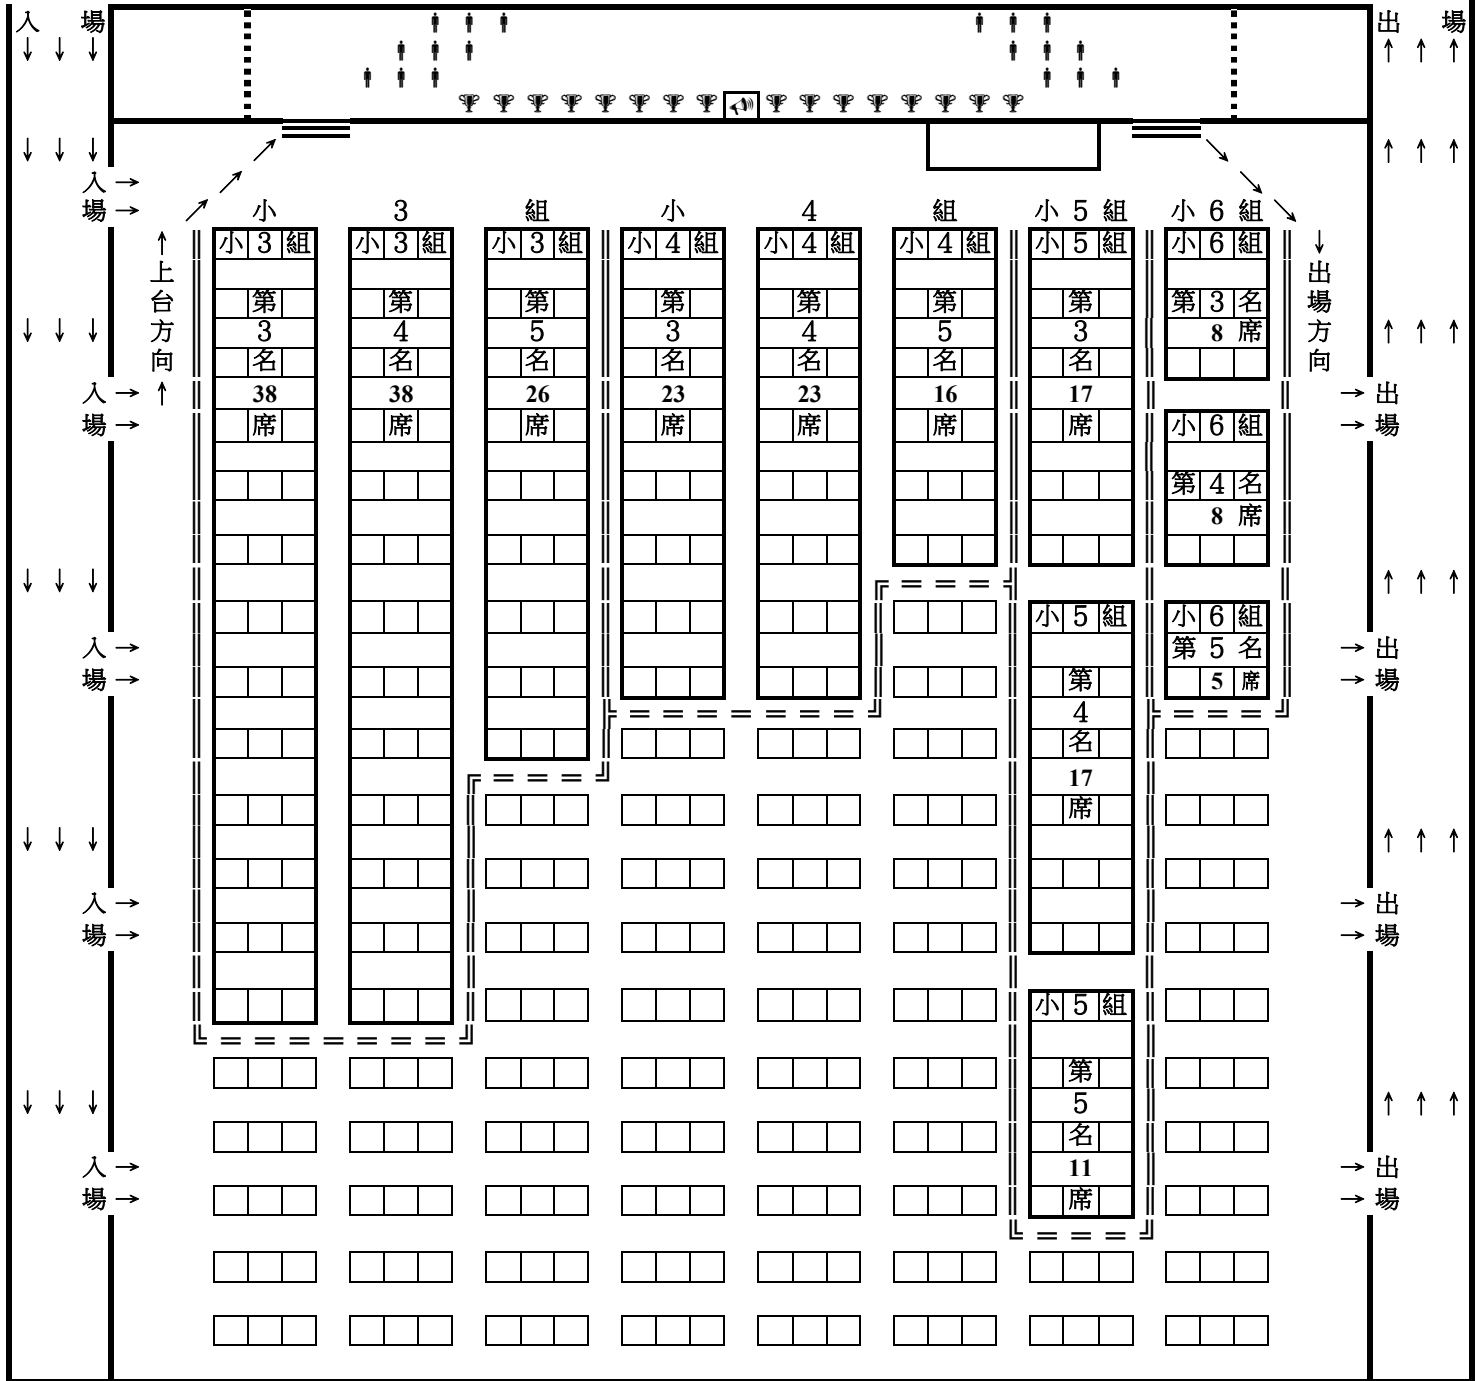 入 場
出 場
入
場
小 3 組 小 4 組 小 5 組 小 6 組
小 3 組 小 3 組 小 3 組 小 4 組 小 4 組 小 4 組 小 5 組 小 6 組
上台方向
出場方向
第 第 第 第 第 第 第 第 3 名
3 4 5 3 4 5 3 8 席
名 名 名 名 名 名 名
入 38 38 26 23 23 16 17 出
場 席 席 席 席 席 席 席 小 6 組 場
第 4 名
8 席
小 5 組 小 6 組
入 第 5 名 出
場 第 5 席 場
4
名
17
席
入 出
場 場
小 5 組
第
5
名
入 11 出
場 席 場